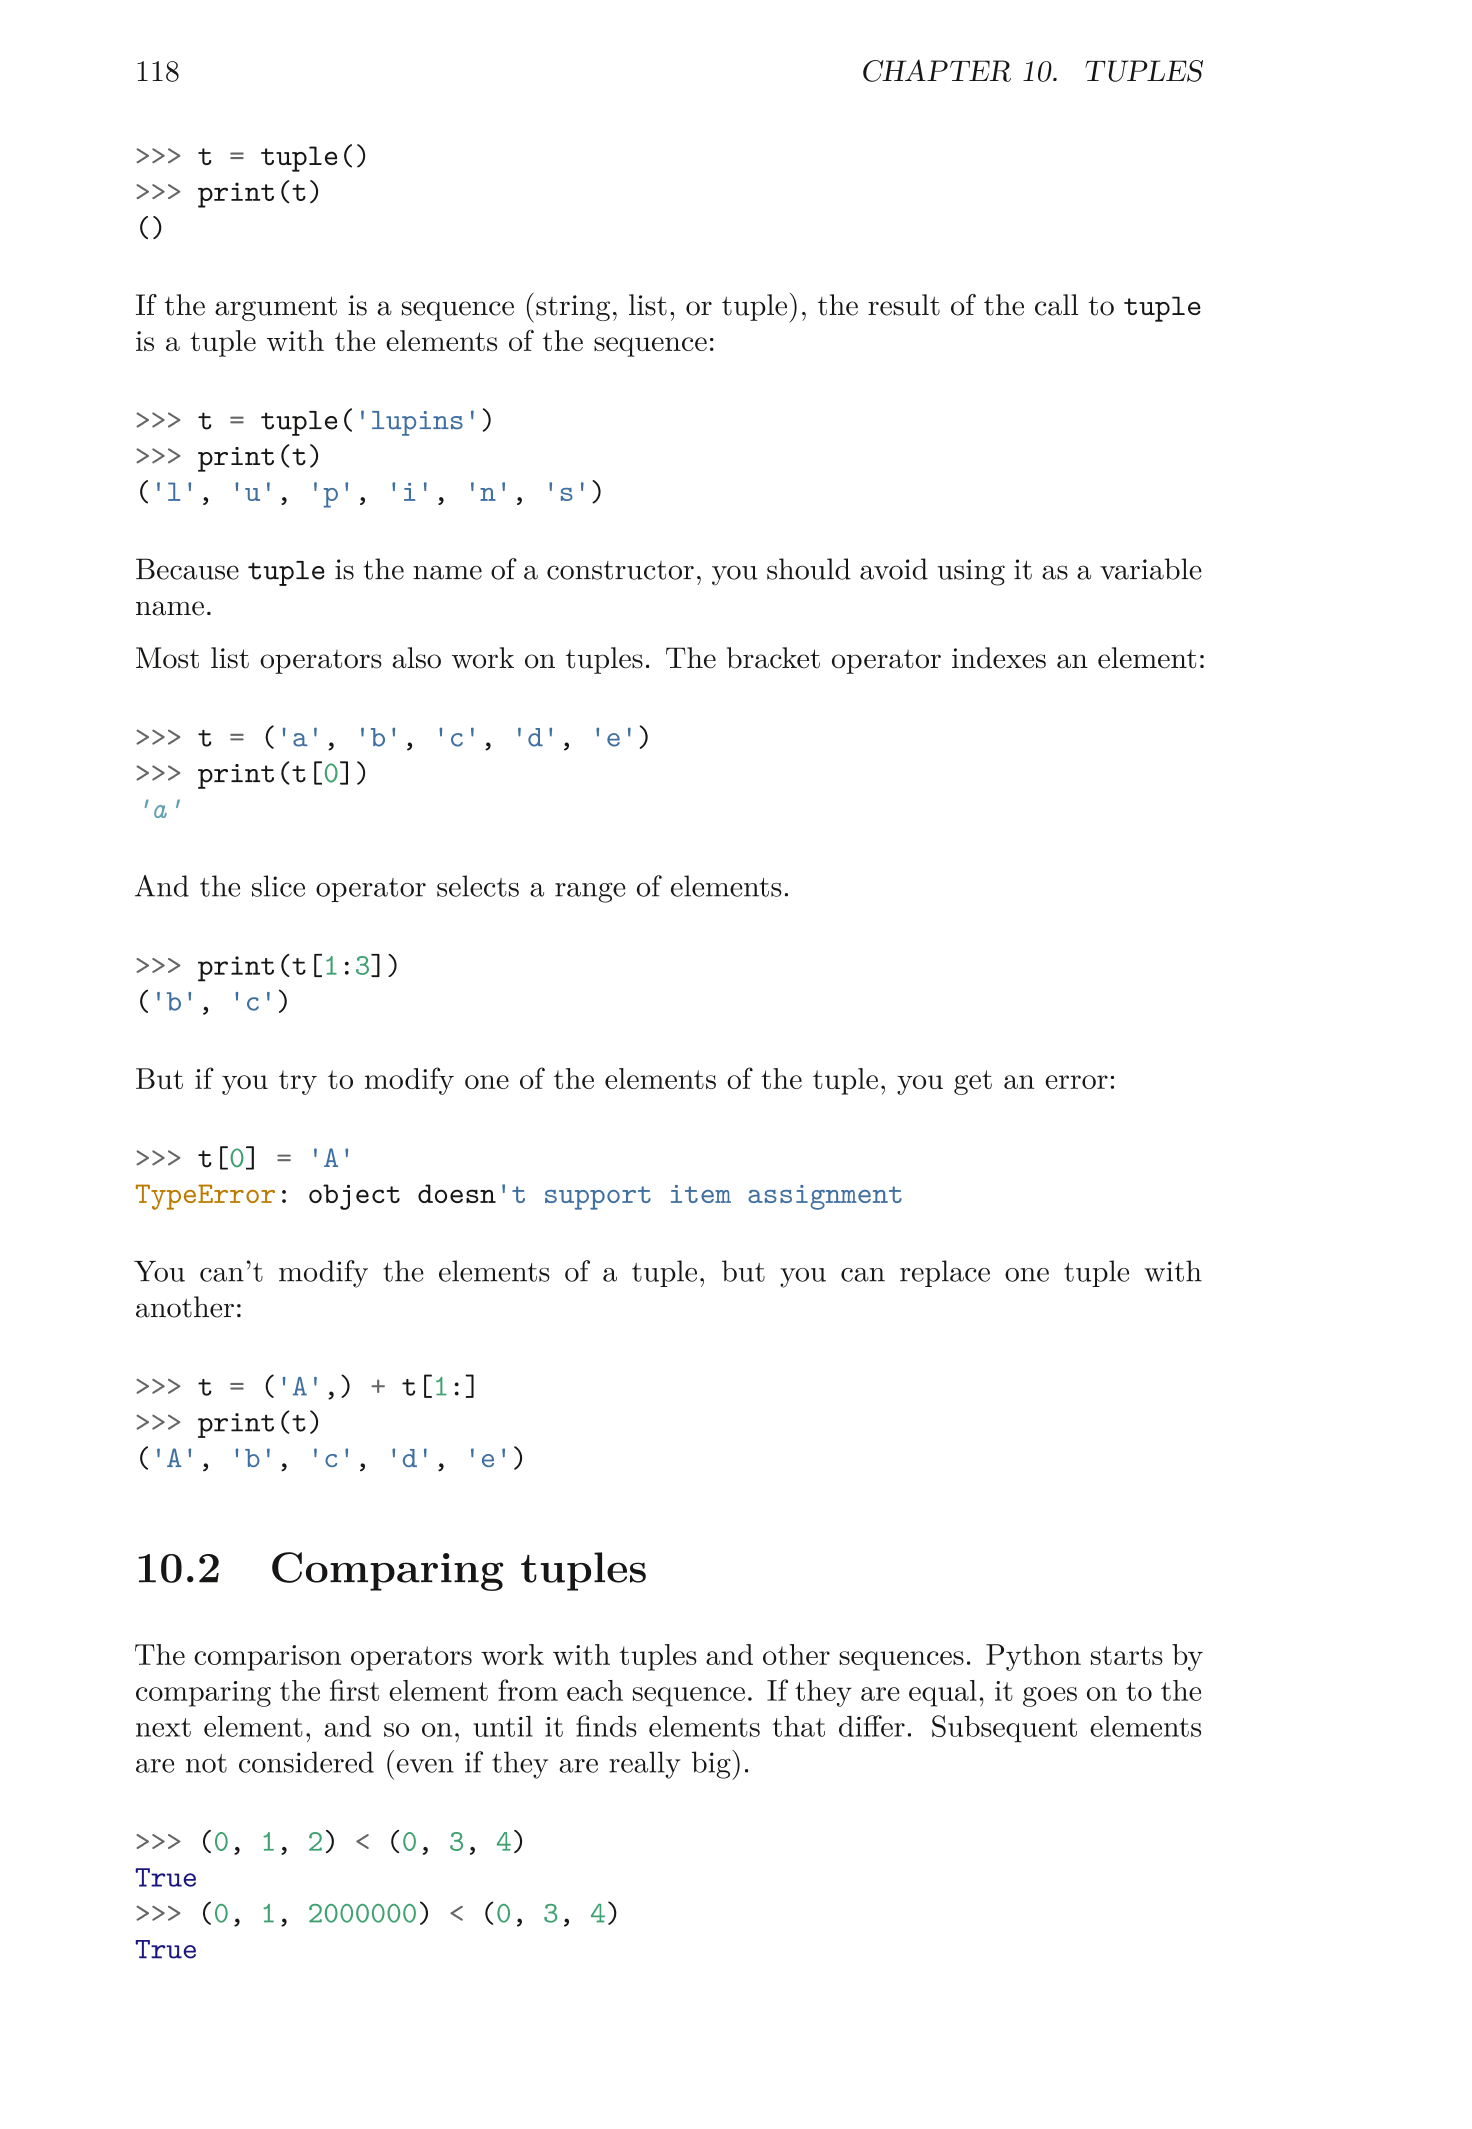 118 CHAPTER 10. TUPLES
>>> t = tuple()
>>> print(t)
()
If the argument is a sequence (string, list, or tuple), the result of the call to tuple
is a tuple with the elements of the sequence:
>>> t = tuple('lupins')
>>> print(t)
('l', 'u', 'p', 'i', 'n', 's')
Because tuple is the name of a constructor, you should avoid using it as a variable
name.
Most list operators also work on tuples. The bracket operator indexes an element:
>>> t = ('a', 'b', 'c', 'd', 'e')
>>> print(t[0])
'a'
And the slice operator selects a range of elements.
>>> print(t[1:3])
('b', 'c')
But if you try to modify one of the elements of the tuple, you get an error:
>>> t[0] = 'A'
TypeError: object doesn't support item assignment
You can't modify the elements of a tuple, but you can replace one tuple with
another:
>>> t = ('A',) + t[1:]
>>> print(t)
('A', 'b', 'c', 'd', 'e')
10.2 Comparing tuples
The comparison operators work with tuples and other sequences. Python starts by
comparing the first element from each sequence. If they are equal, it goes on to the
next element, and so on, until it finds elements that differ. Subsequent elements
are not considered (even if they are really big).
>>> (0, 1, 2) < (0, 3, 4)
True
>>> (0, 1, 2000000) < (0, 3, 4)
True